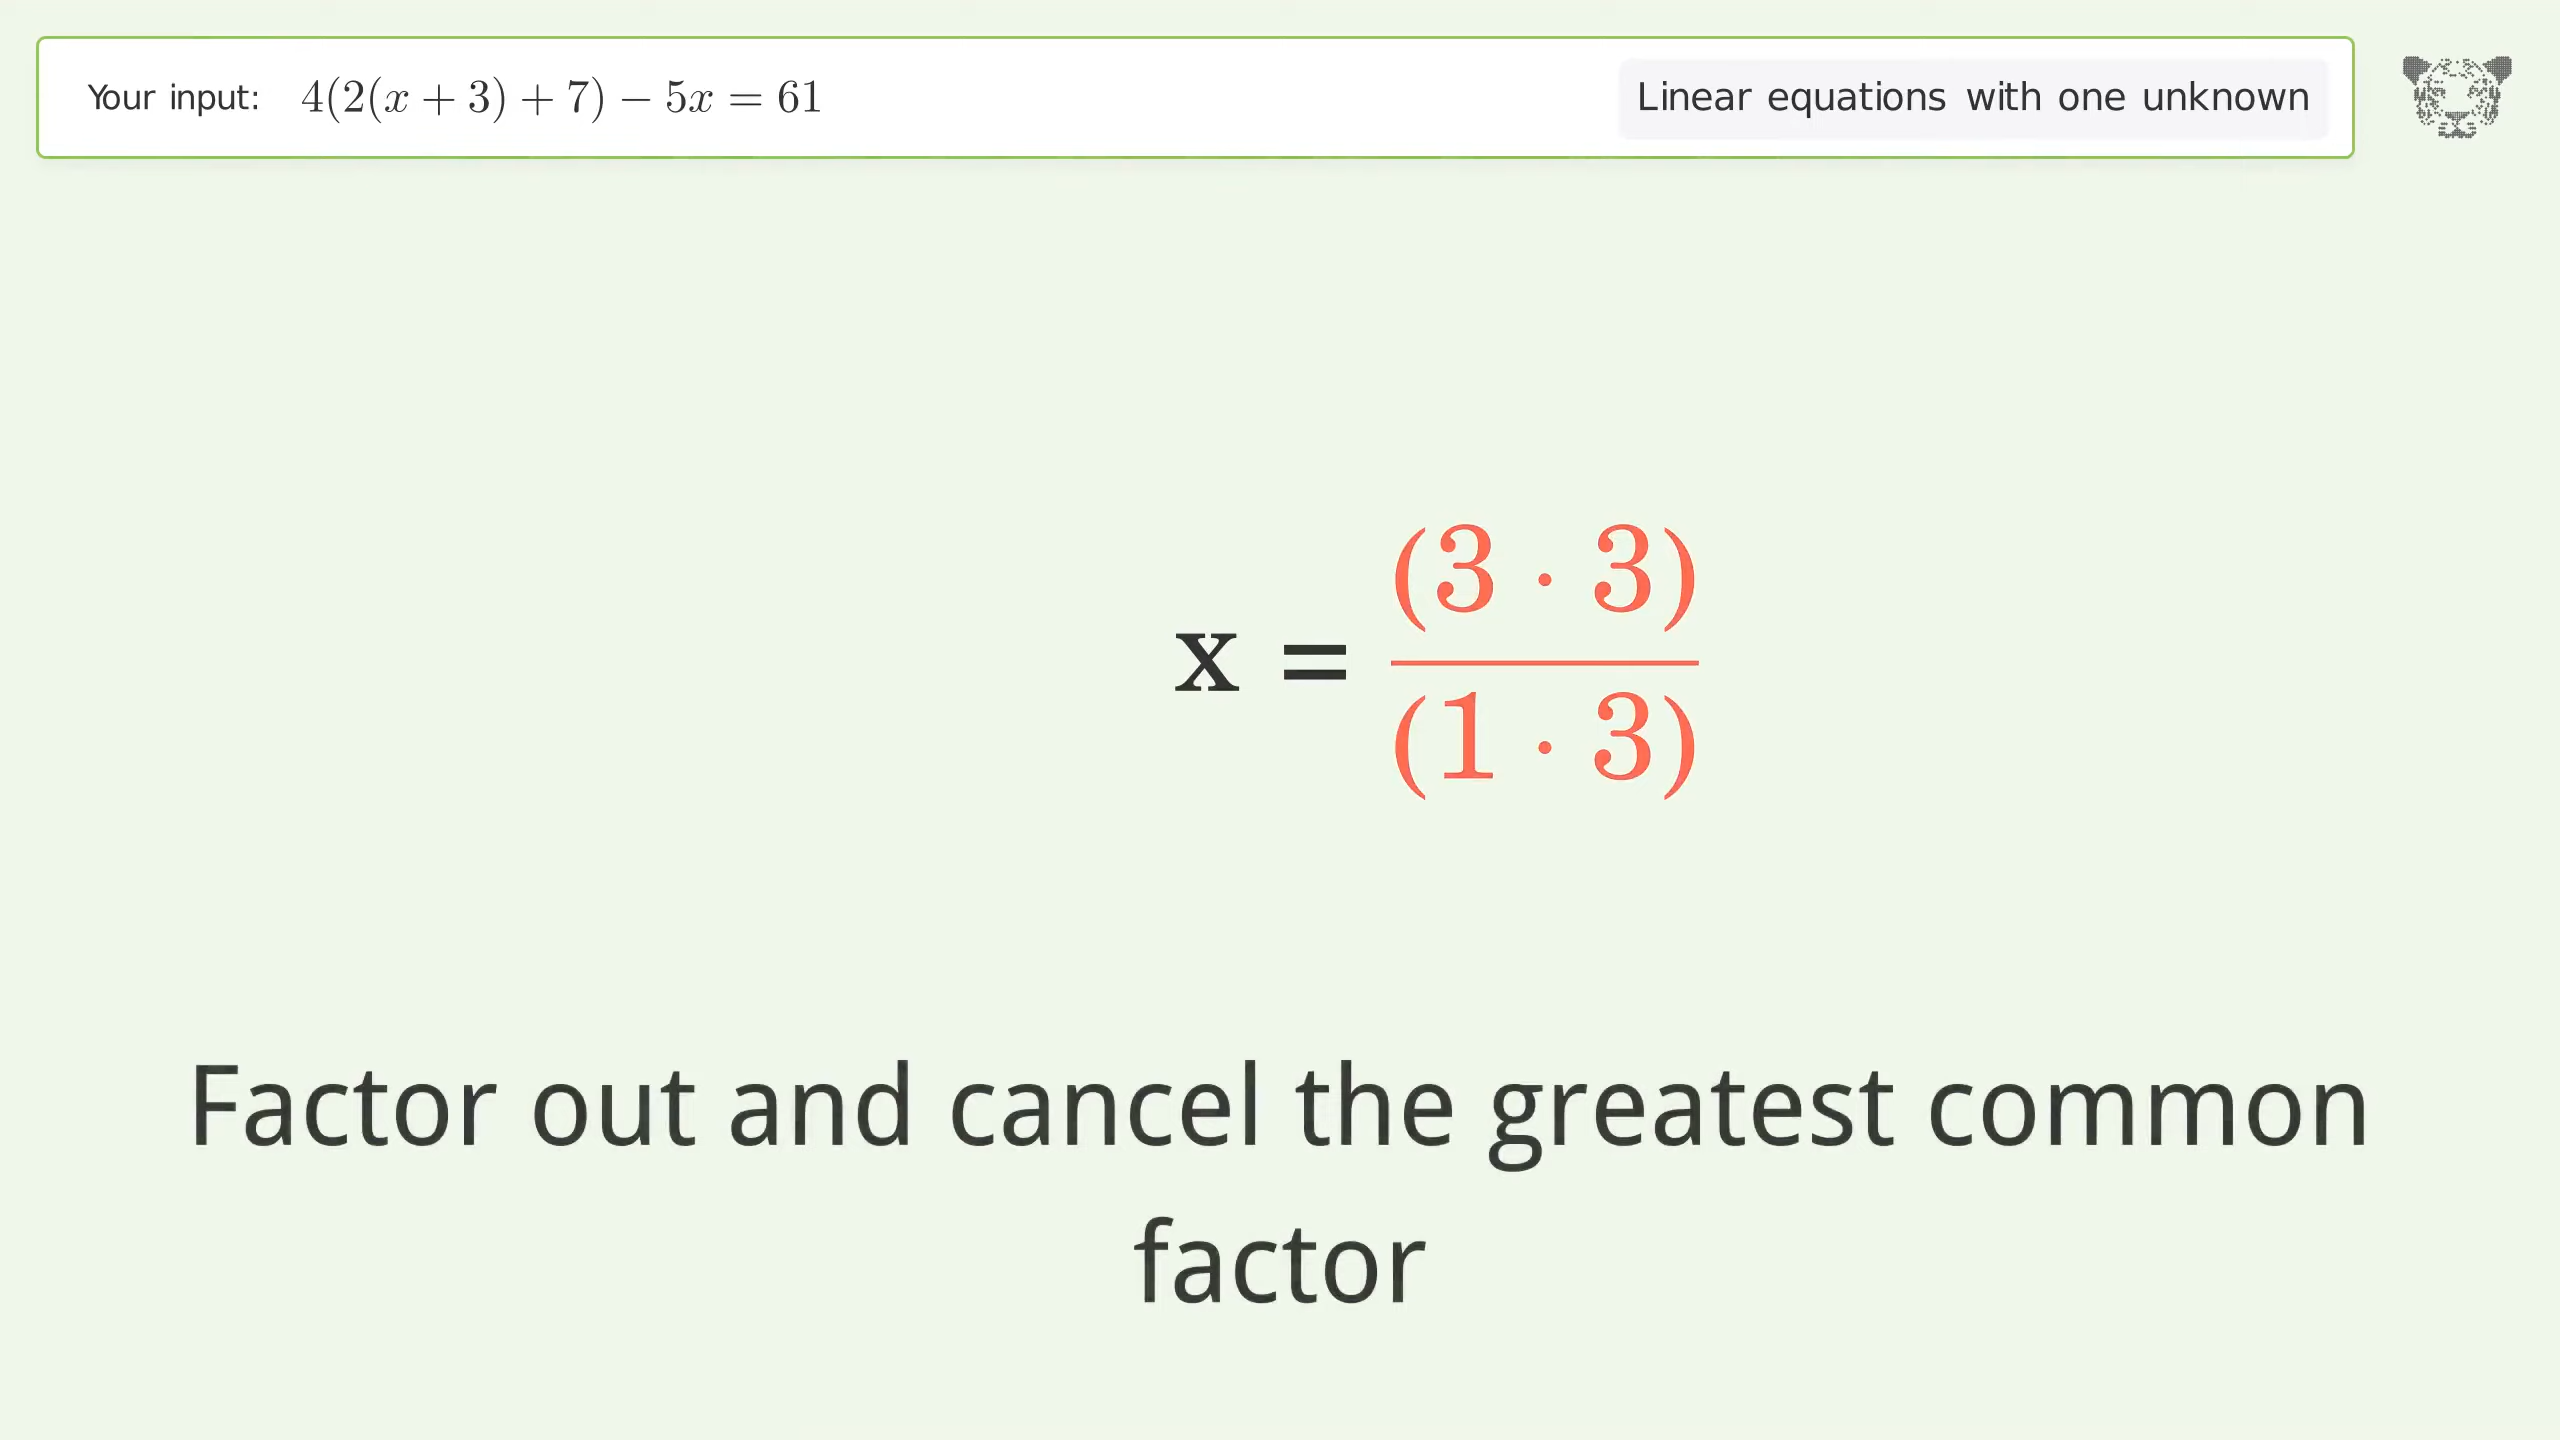 Your input: 4(2(x + 3) + 7) − 5x = 61
Linear equations with one unknown
x = (3 · 3) / (1 · 3)
Factor out and cancel the greatest common
factor